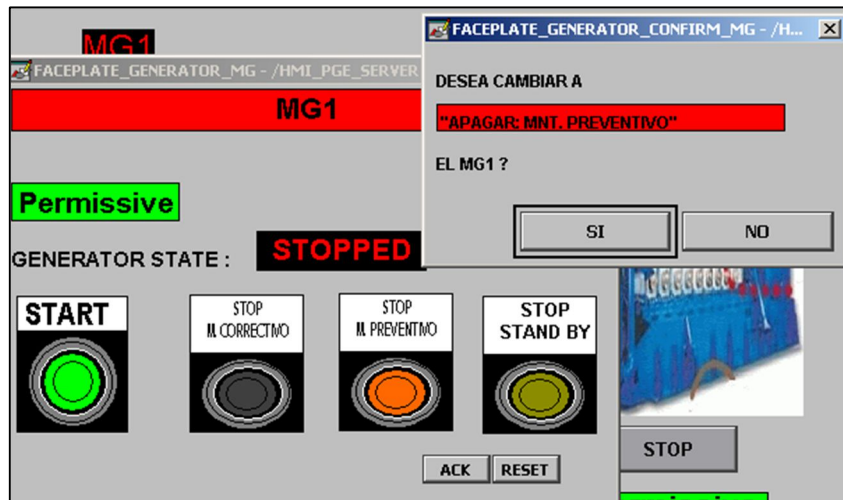 MG1
FACEPLATE_GENERATOR_MG - /HMI_PGE_SERVER
MG1
Permissive
GENERATOR STATE : STOPPED
START
STOP
M. CORRECTIVO
STOP
M. PREVENTIVO
STOP
STAND BY
ACK RESET
FACEPLATE_GENERATOR_CONFIRM_MG - /H...
DESEA CAMBIAR A
"APAGAR: MNT. PREVENTIVO"
EL MG1 ?
SI NO
STOP